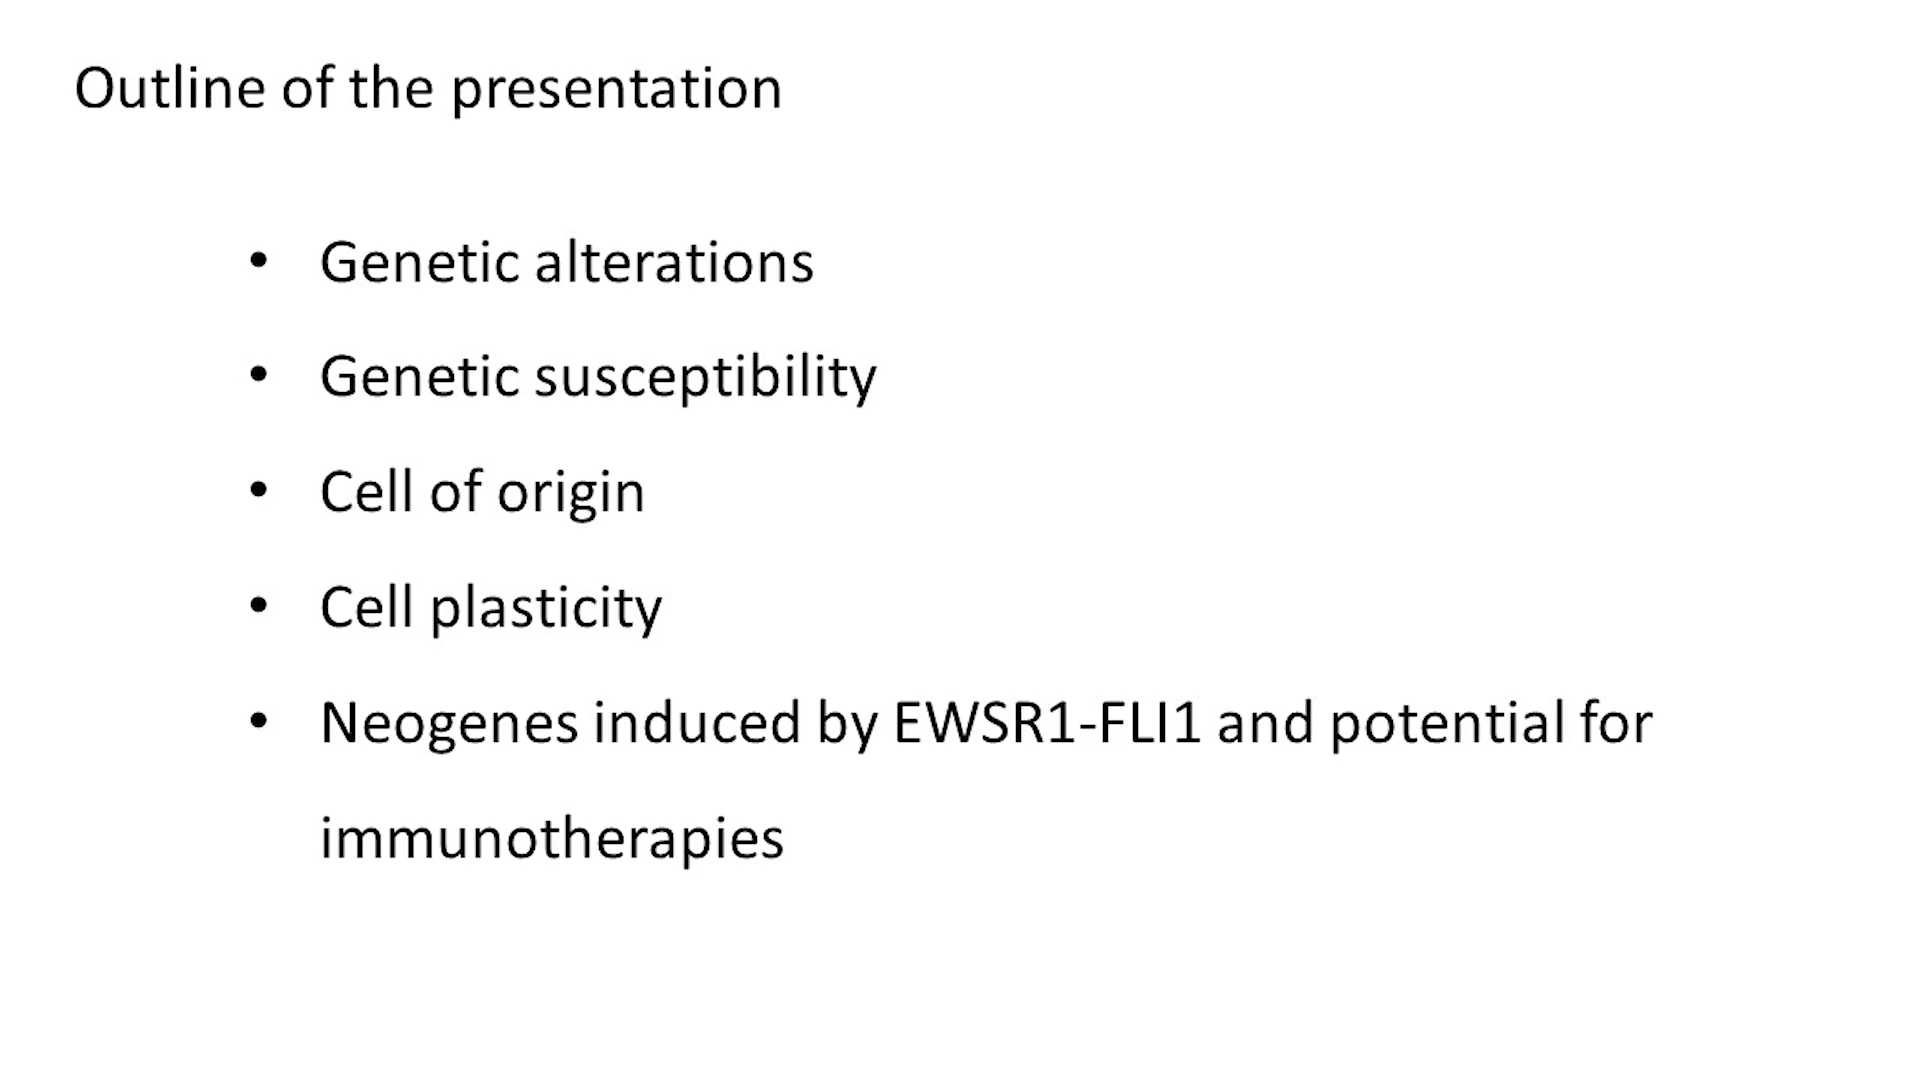 Outline of the presentation
• Genetic alterations
• Genetic susceptibility
• Cell of origin
• Cell plasticity
• Neogenes induced by EWSR1-FLI1 and potential for
immunotherapies